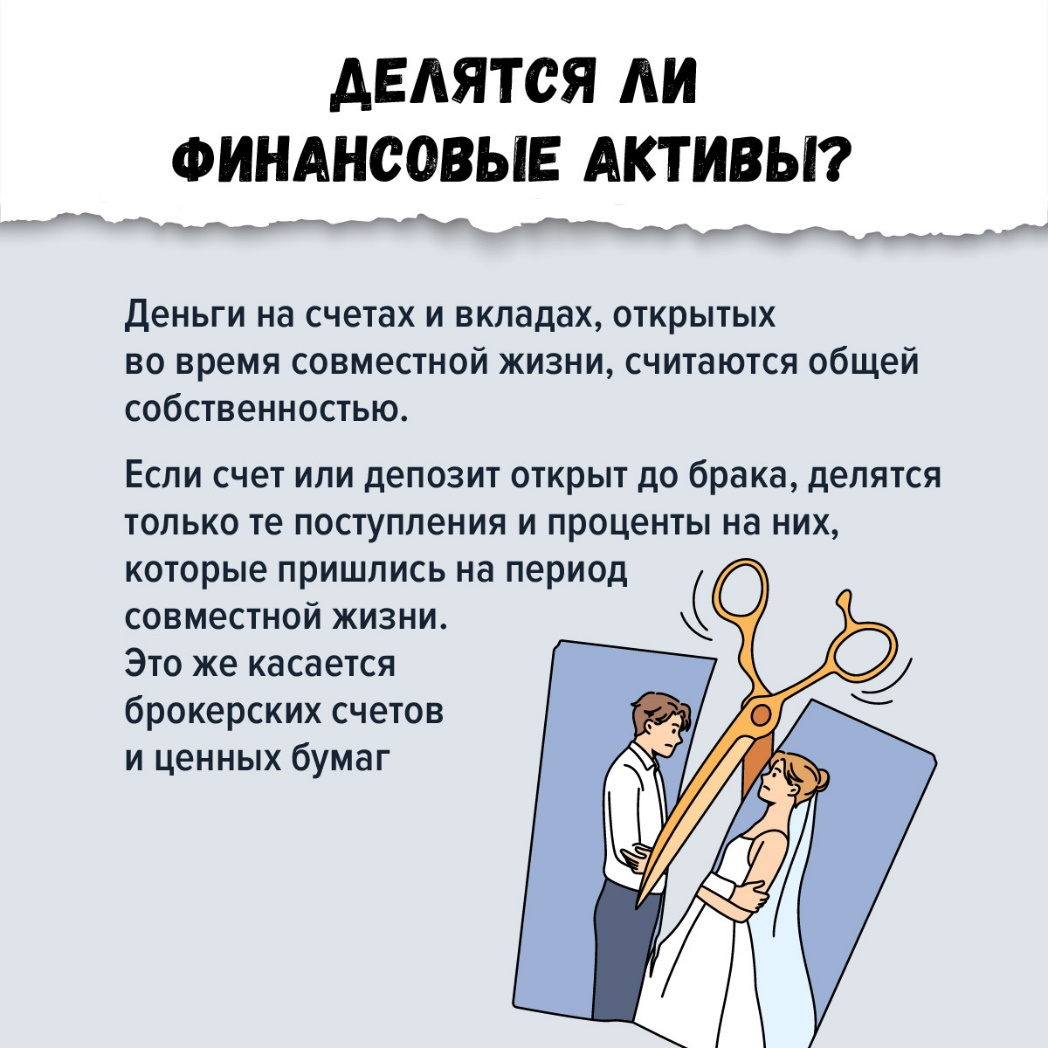 ДЕЛЯТСЯ ЛИ
ФИНАНСОВЫЕ АКТИВЫ?
Деньги на счетах и вкладах, открытых
во время совместной жизни, считаются общей
собственностью.
Если счет или депозит открыт до брака, делятся
только те поступления и проценты на них,
которые пришлись на период
совместной жизни.
Это же касается
брокерских счетов
и ценных бумаг